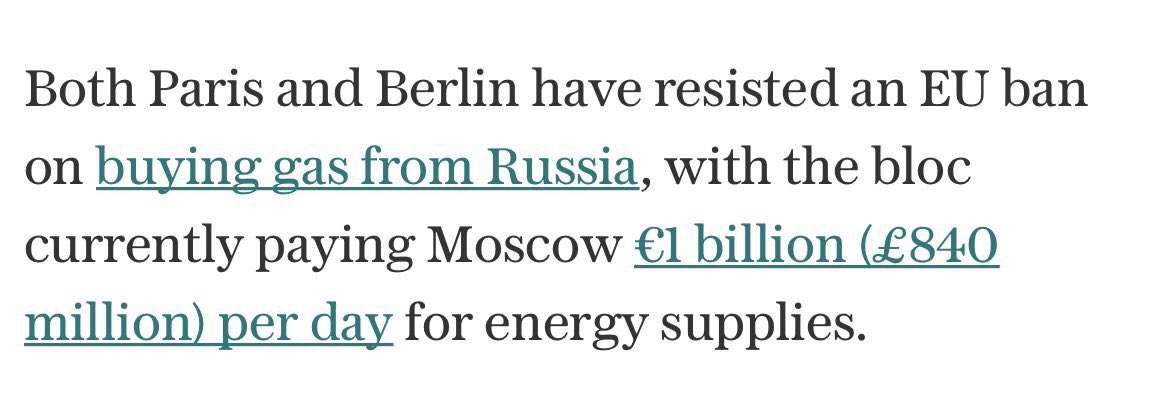 Both Paris and Berlin have resisted an EU ban
on buying gas from Russia, with the bloc
currently paying Moscow €1 billion (£840
million) per day for energy supplies.